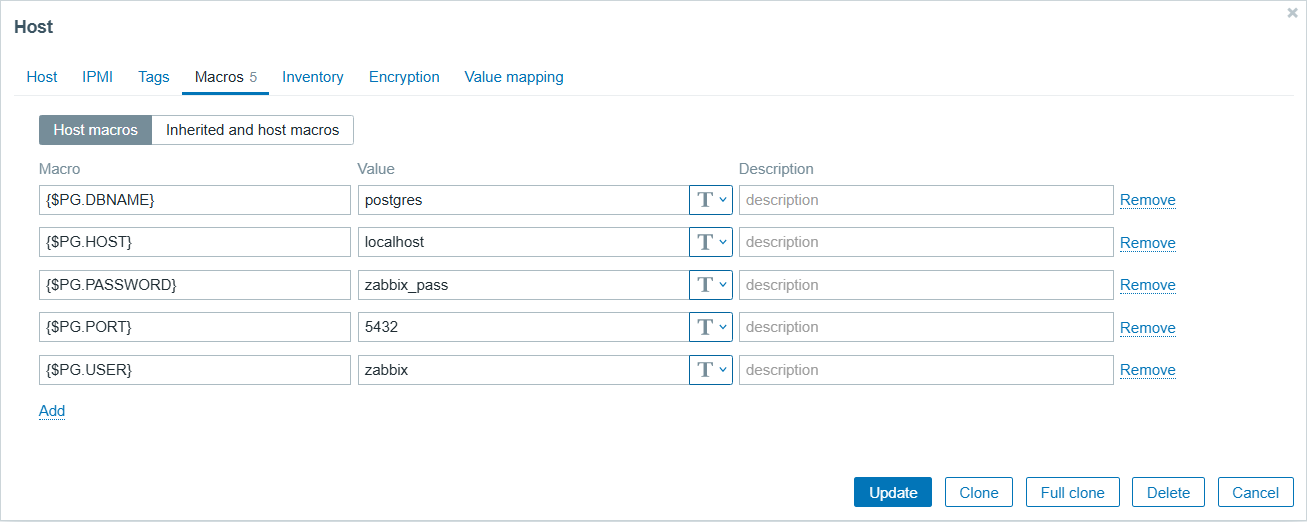 Host
Host IPMI Tags Macros 5 Inventory Encryption Value mapping
Host macros Inherited and host macros
Macro Value Description
{$PG.DBNAME} postgres T description Remove
{$PG.HOST} localhost T description Remove
{$PG.PASSWORD} zabbix_pass T description Remove
{$PG.PORT} 5432 T description Remove
{$PG.USER} zabbix T description Remove
Add
Update Clone Full clone Delete Cancel